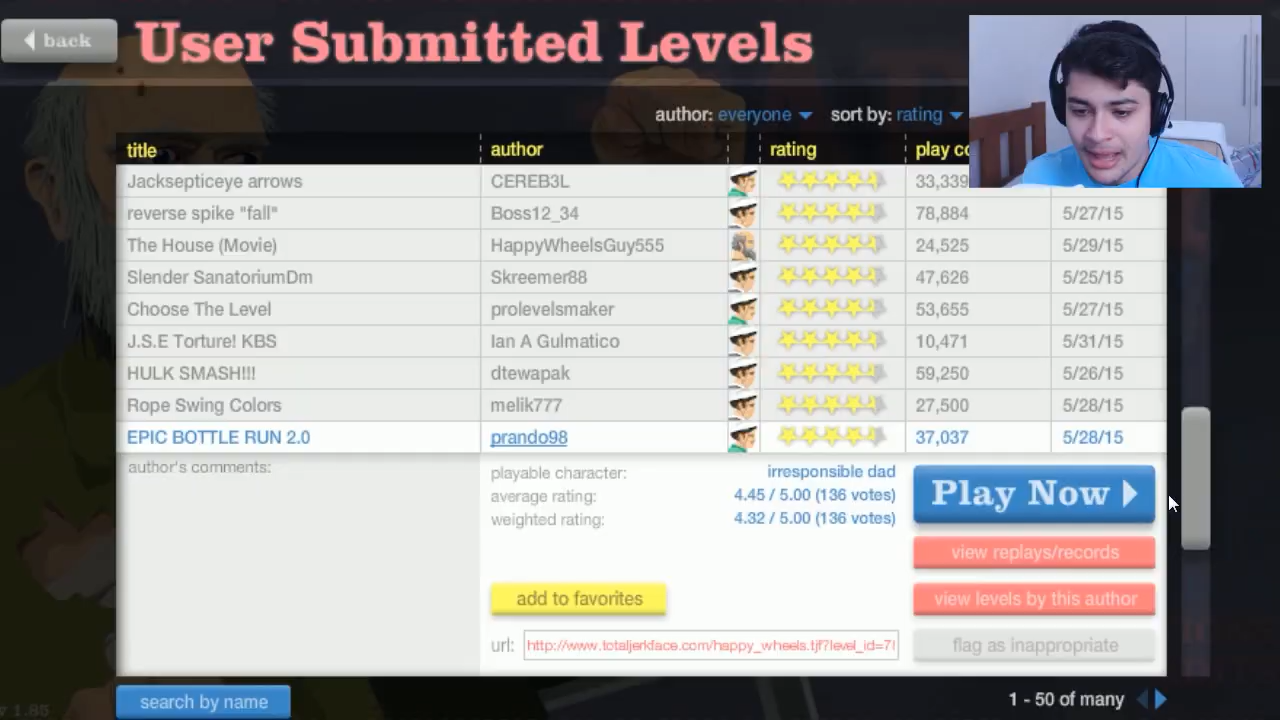 back
User Submitted Levels
author: everyone sort by: rating
title author rating play co
Jacksepticeye arrows CEREB3L 33,339
reverse spike "fall" Boss12_34 78,884 5/27/15
The House (Movie) HappyWheelsGuy555 24,525 5/29/15
Slender SanatoriumDm Skreemer88 47,626 5/25/15
Choose The Level prolevelsmaker 53,655 5/27/15
J.S.E Torture! KBS Ian A Gulmatico 10,471 5/31/15
HULK SMASH!!! dtewapak 59,250 5/26/15
Rope Swing Colors melik777 27,500 5/28/15
EPIC BOTTLE RUN 2.0 prando98 37,037 5/28/15
author's comments:
playable character: irresponsible dad
average rating: 4.45 / 5.00 (136 votes)
weighted rating: 4.32 / 5.00 (136 votes)
Play Now
view replays/records
add to favorites
view levels by this author
url: http://www.totaljerkface.com/happy_wheels.tjf?level_id=7
flag as inappropriate
search by name
1 - 50 of many
v 1.85